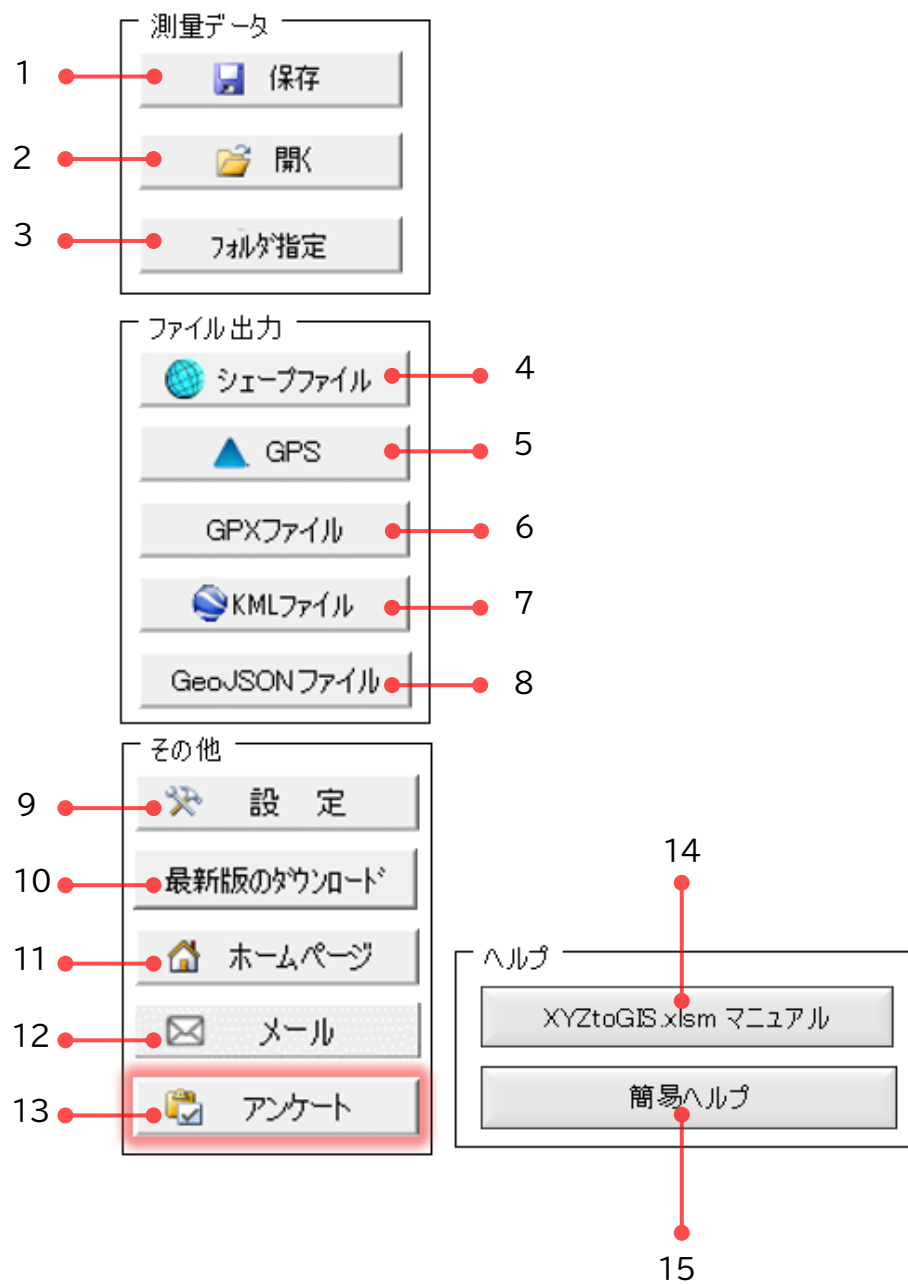 測量データ
1 保存
2 開く
3 フォルダ指定
ファイル出力
シェープファイル 4
GPS 5
GPXファイル 6
KMLファイル 7
GeoJSONファイル 8
その他
9 設 定
10 最新版のダウンロード
11 ホームページ
12 メール
13 アンケート
14
ヘルプ
XYZtoGIS.xlsm マニュアル
簡易ヘルプ
15